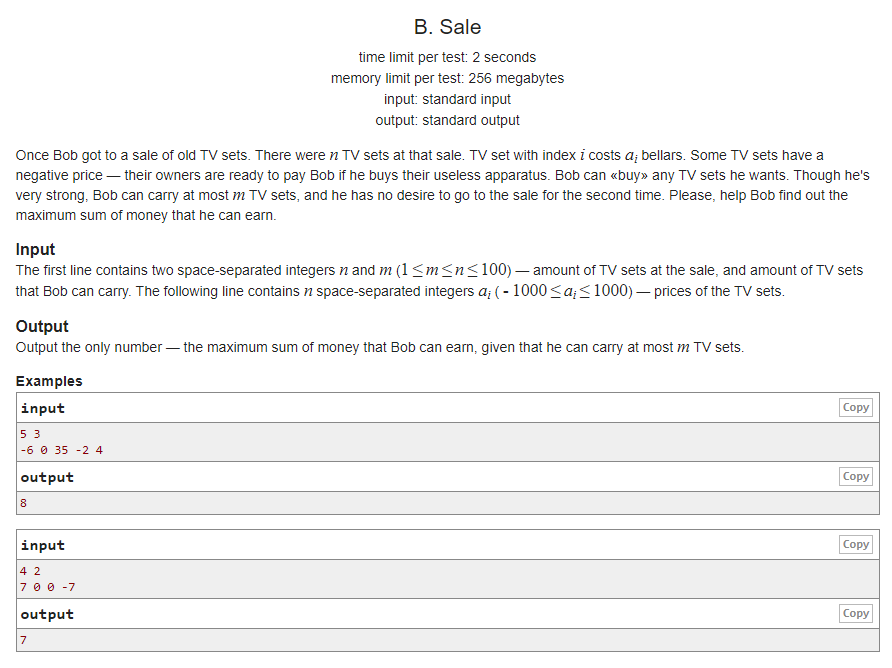 B. Sale
time limit per test: 2 seconds
memory limit per test: 256 megabytes
input: standard input
output: standard output
Once Bob got to a sale of old TV sets. There were n TV sets at that sale. TV set with index i costs aᵢ bellars. Some TV sets have a
negative price — their owners are ready to pay Bob if he buys their useless apparatus. Bob can «buy» any TV sets he wants. Though he's
very strong, Bob can carry at most m TV sets, and he has no desire to go to the sale for the second time. Please, help Bob find out the
maximum sum of money that he can earn.
Input
The first line contains two space-separated integers n and m (1 ≤ m ≤ n ≤ 100) — amount of TV sets at the sale, and amount of TV sets
that Bob can carry. The following line contains n space-separated integers aᵢ ( - 1000 ≤ aᵢ ≤ 1000) — prices of the TV sets.
Output
Output the only number — the maximum sum of money that Bob can earn, given that he can carry at most m TV sets.
Examples
input Copy
5 3
-6 0 35 -2 4
output Copy
8
input Copy
4 2
7 0 0 -7
output Copy
7